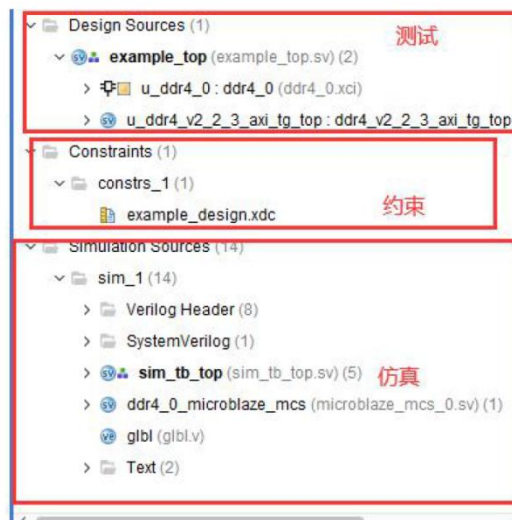 Design Sources (1)
测试
example_top (example_top.sv) (2)
u_ddr4_0 : ddr4_0 (ddr4_0.xci)
u_ddr4_v2_2_3_axi_tg_top : ddr4_v2_2_3_axi_tg_top
Constraints (1)
constrs_1 (1)
约束
example_design.xdc
Simulation Sources (14)
sim_1 (14)
Verilog Header (8)
SystemVerilog (1)
sim_tb_top (sim_tb_top.sv) (5) 仿真
ddr4_0_microblaze_mcs (microblaze_mcs_0.sv) (1)
glbl (glbl.v)
Text (2)